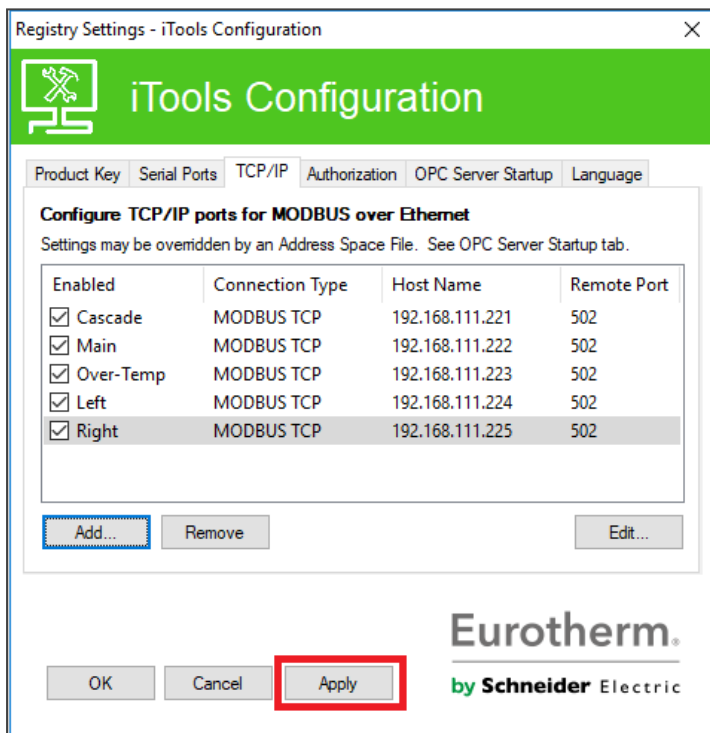 Registry Settings - iTools Configuration
iTools Configuration
Product Key Serial Ports TCP/IP Authorization OPC Server Startup Language
Configure TCP/IP ports for MODBUS over Ethernet
Settings may be overridden by an Address Space File. See OPC Server Startup tab.
Enabled Connection Type Host Name Remote Port
Cascade MODBUS TCP 192.168.111.221 502
Main MODBUS TCP 192.168.111.222 502
Over-Temp MODBUS TCP 192.168.111.223 502
Left MODBUS TCP 192.168.111.224 502
Right MODBUS TCP 192.168.111.225 502
Add... Remove Edit...
Eurotherm.
by Schneider Electric
OK Cancel Apply